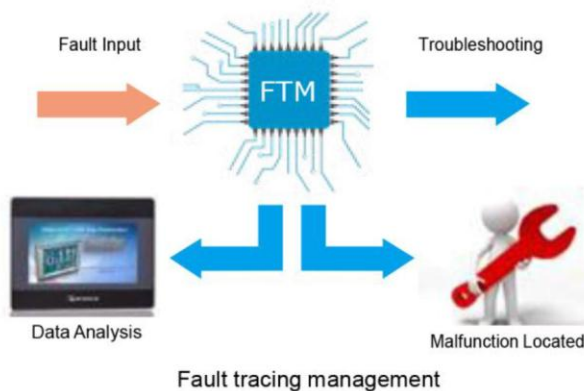 Fault Input
Troubleshooting
FTM
Data Analysis
Malfunction Located
Fault tracing management